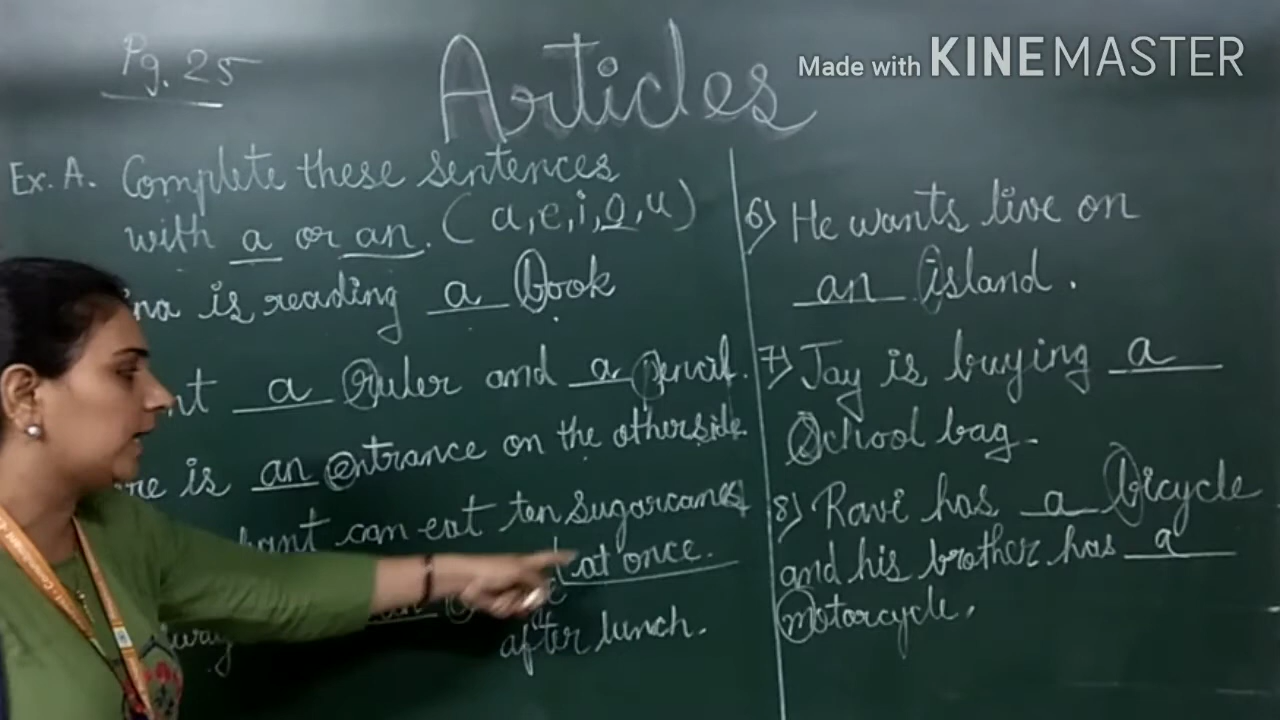 Made with KINEMASTER
Pg. 25
Articles
Ex. A. Complete these sentences
with a or an. (a, e, i, o, u)
is reading a book
a ruler and a pencil.
is an entrance on the otherside.
can eat ten sugarcanes
at once.
after lunch.
6) He wants live on
an island.
7) Jay is buying a
School bag.
8) Ravi has a bicycle
and his brother has a
motorcycle.